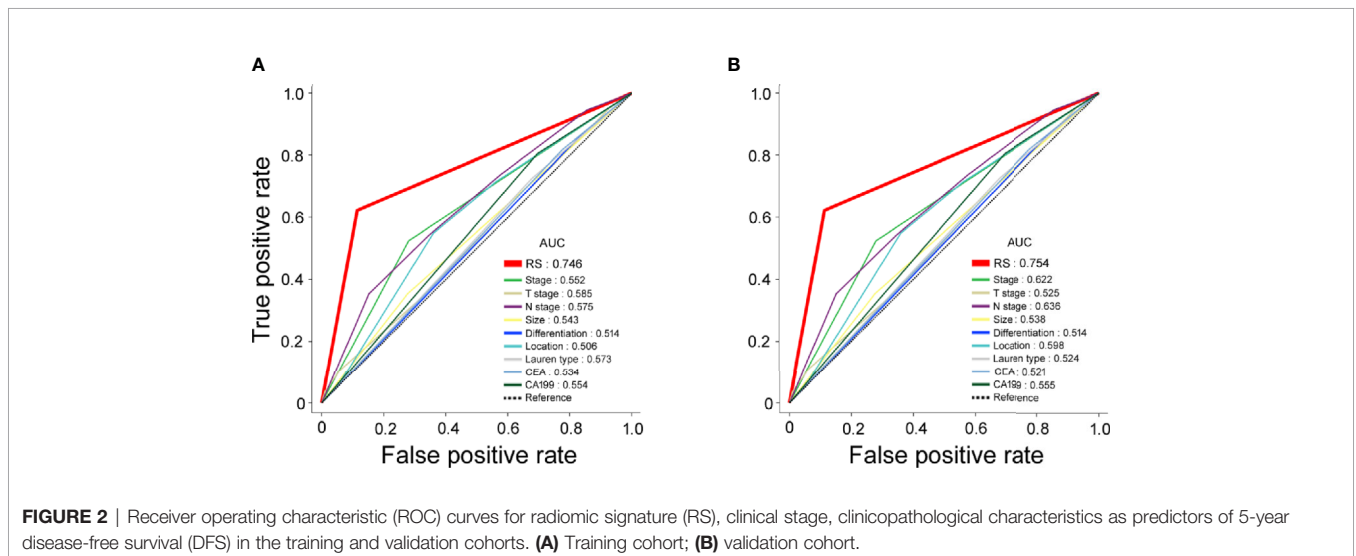 A
1.0
0.8
0.6
0.4
0.2
0
True positive rate
AUC
RS : 0.746
Stage : 0.552
T stage : 0.585
N stage : 0.575
Size : 0.543
Differentiation : 0.514
Location : 0.506
Lauren type : 0.573
CEA : 0.534
CA199 : 0.554
Reference
0 0.2 0.4 0.6 0.8 1.0
False positive rate
B
1.0
0.8
0.6
0.4
0.2
0
True positive rate
AUC
RS : 0.754
Stage : 0.622
T stage : 0.525
N stage : 0.636
Size : 0.538
Differentiation : 0.514
Location : 0.598
Lauren type : 0.524
CEA : 0.521
CA199 : 0.555
Reference
0 0.2 0.4 0.6 0.8 1.0
False positive rate
FIGURE 2 | Receiver operating characteristic (ROC) curves for radiomic signature (RS), clinical stage, clinicopathological characteristics as predictors of 5-year
disease-free survival (DFS) in the training and validation cohorts. (A) Training cohort; (B) validation cohort.